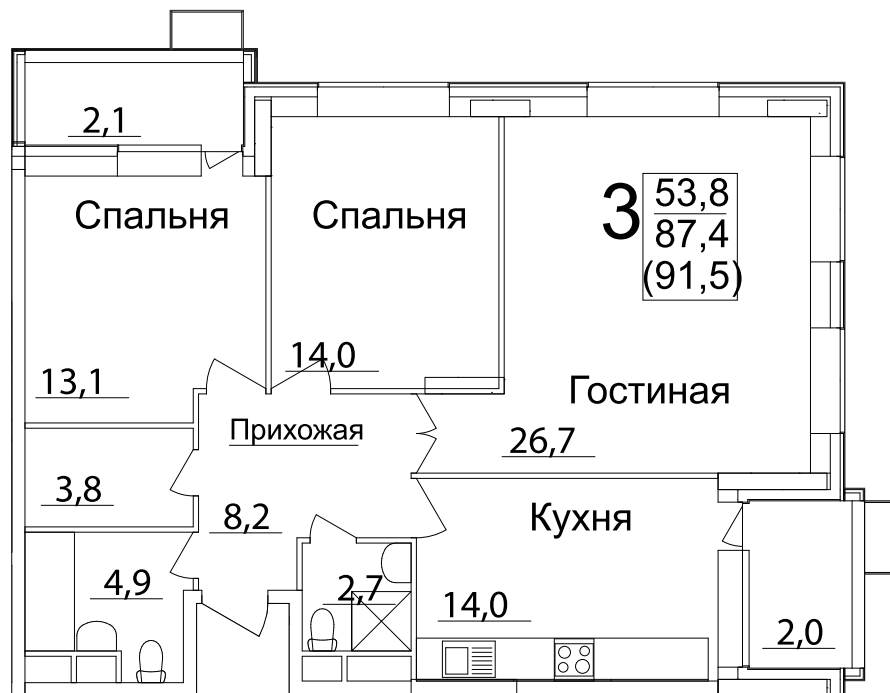 2,1
Спальня
Спальня
3
53,8
87,4
(91,5)
13,1
14,0
Гостиная
26,7
Прихожая
3,8
8,2
Кухня
4,9
2,7
14,0
2,0